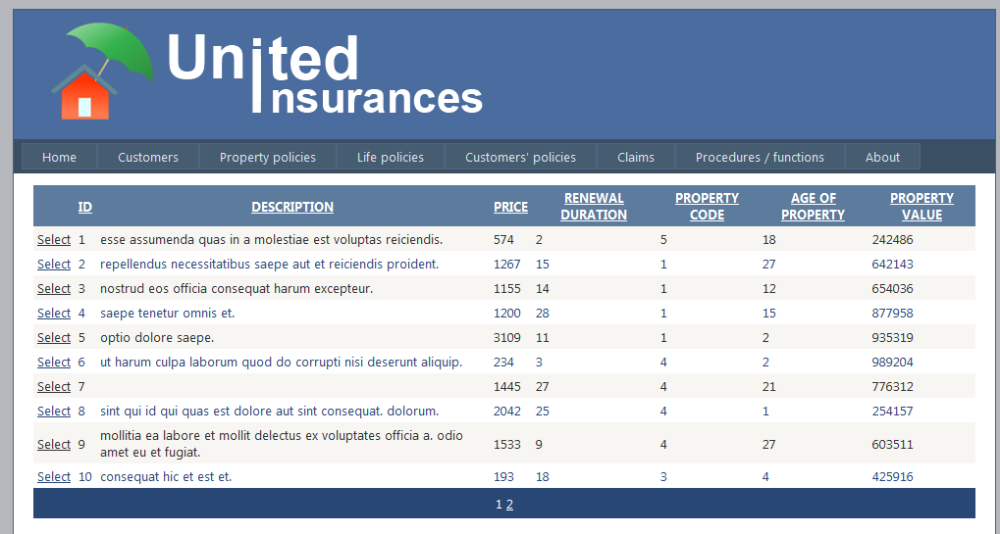 United
Insurances
Home Customers Property policies Life policies Customers' policies Claims Procedures / functions About
ID DESCRIPTION PRICE RENEWAL DURATION PROPERTY CODE AGE OF PROPERTY PROPERTY VALUE
Select 1 esse assumenda quas in a molestiae est voluptas reiciendis. 574 2 5 18 242486
Select 2 repellendus necessitatibus saepe aut et reiciendis proident. 1267 15 1 27 642143
Select 3 nostrud eos officia consequat harum excepteur. 1155 14 1 12 654036
Select 4 saepe tenetur omnis et. 1200 28 1 15 877958
Select 5 optio dolore saepe. 3109 11 1 2 935319
Select 6 ut harum culpa laborum quod do corrupti nisi deserunt aliquip. 234 3 4 2 989204
Select 7 1445 27 4 21 776312
Select 8 sint qui id qui quas est dolore aut sint consequat. dolorum. 2042 25 4 1 254157
Select 9 mollitia ea labore et mollit delectus ex voluptates officia a. odio
amet eu et fugiat. 1533 9 4 27 603511
Select 10 consequat hic et est et. 193 18 3 4 425916
1 2